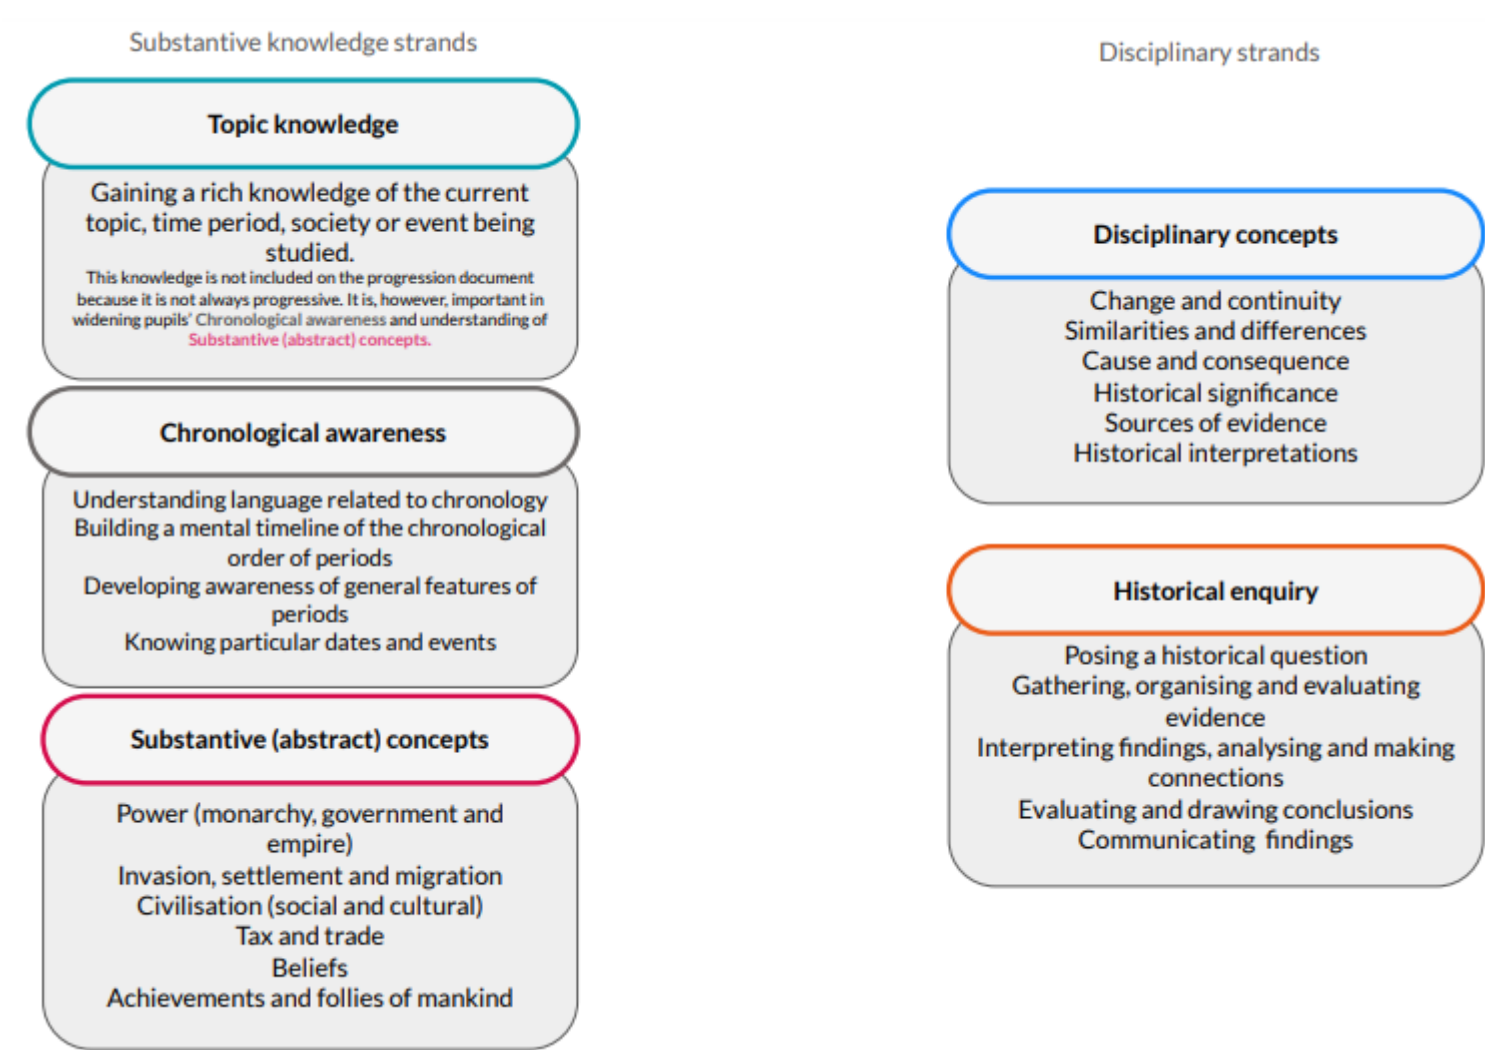 Substantive knowledge strands
Topic knowledge
Gaining a rich knowledge of the current
topic, time period, society or event being
studied.
This knowledge is not included on the progression document
because it is not always progressive. It is, however, important in
widening pupils' Chronological awareness and understanding of
Substantive (abstract) concepts.
Chronological awareness
Understanding language related to chronology
Building a mental timeline of the chronological
order of periods
Developing awareness of general features of
periods
Knowing particular dates and events
Substantive (abstract) concepts
Power (monarchy, government and
empire)
Invasion, settlement and migration
Civilisation (social and cultural)
Tax and trade
Beliefs
Achievements and follies of mankind
Disciplinary strands
Disciplinary concepts
Change and continuity
Similarities and differences
Cause and consequence
Historical significance
Sources of evidence
Historical interpretations
Historical enquiry
Posing a historical question
Gathering, organising and evaluating
evidence
Interpreting findings, analysing and making
connections
Evaluating and drawing conclusions
Communicating findings